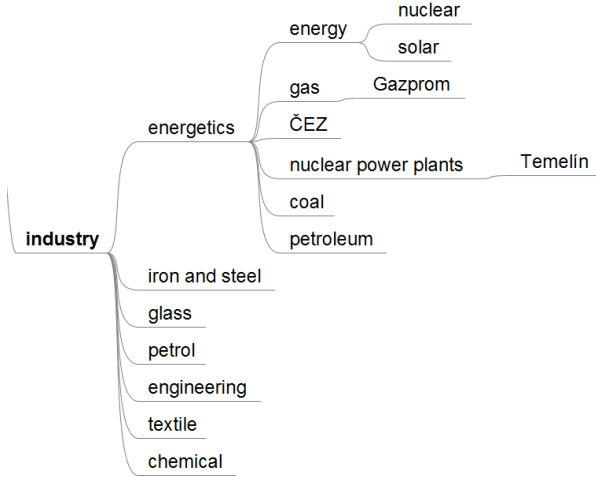 nuclear
energy
solar
gas
Gazprom
energetics
ČEZ
nuclear power plants
Temelín
coal
industry
petroleum
iron and steel
glass
petrol
engineering
textile
chemical